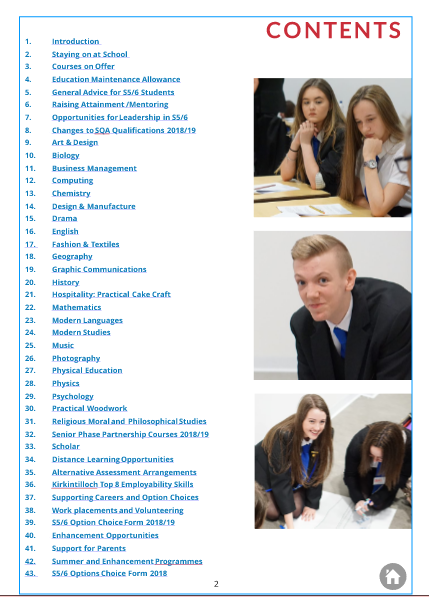 CONTENTS
1. Introduction
2. Staying on at School
3. Courses on Offer
4. Education Maintenance Allowance
5. General Advice for S5/6 Students
6. Raising Attainment /Mentoring
7. Opportunities for Leadership in S5/6
8. Changes to SQA Qualifications 2018/19
9. Art & Design
10. Biology
11. Business Management
12. Computing
13. Chemistry
14. Design & Manufacture
15. Drama
16. English
17. Fashion & Textiles
18. Geography
19. Graphic Communications
20. History
21. Hospitality: Practical Cake Craft
22. Mathematics
23. Modern Languages
24. Modern Studies
25. Music
26. Photography
27. Physical Education
28. Physics
29. Psychology
30. Practical Woodwork
31. Religious Moral and Philosophical Studies
32. Senior Phase Partnership Courses 2018/19
33. Scholar
34. Distance Learning Opportunities
35. Alternative Assessment Arrangements
36. Kirkintilloch Top 8 Employability Skills
37. Supporting Careers and Option Choices
38. Work placements and Volunteering
39. S5/6 Option Choice Form 2018/19
40. Enhancement Opportunities
41. Support for Parents
42. Summer and Enhancement Programmes
43. S5/6 Options Choice Form 2018
2